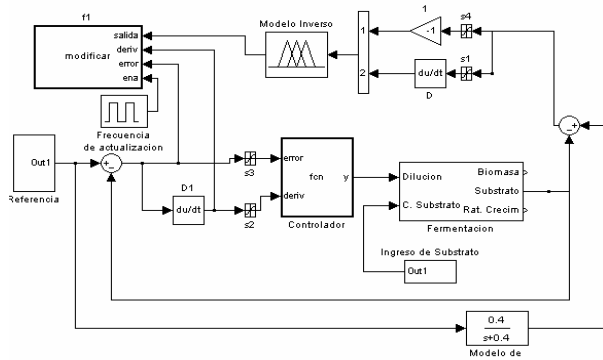 f1
salida
deriv
error
ena
modificar
Modelo Inverso
1
2
1
-1
s4
du/dt
D
s1
Frecuencia
de actualizacion
Out1
Referencia
+
-
D1
du/dt
s3
s2
error
deriv
fcn
y
Controlador
Dilucion
C. Substrato
Biomasa
Substrato
Rat. Crecim
Fermentacion
Ingreso de Substrato
Out1
-
+
0.4
s+0.4
Modelo de